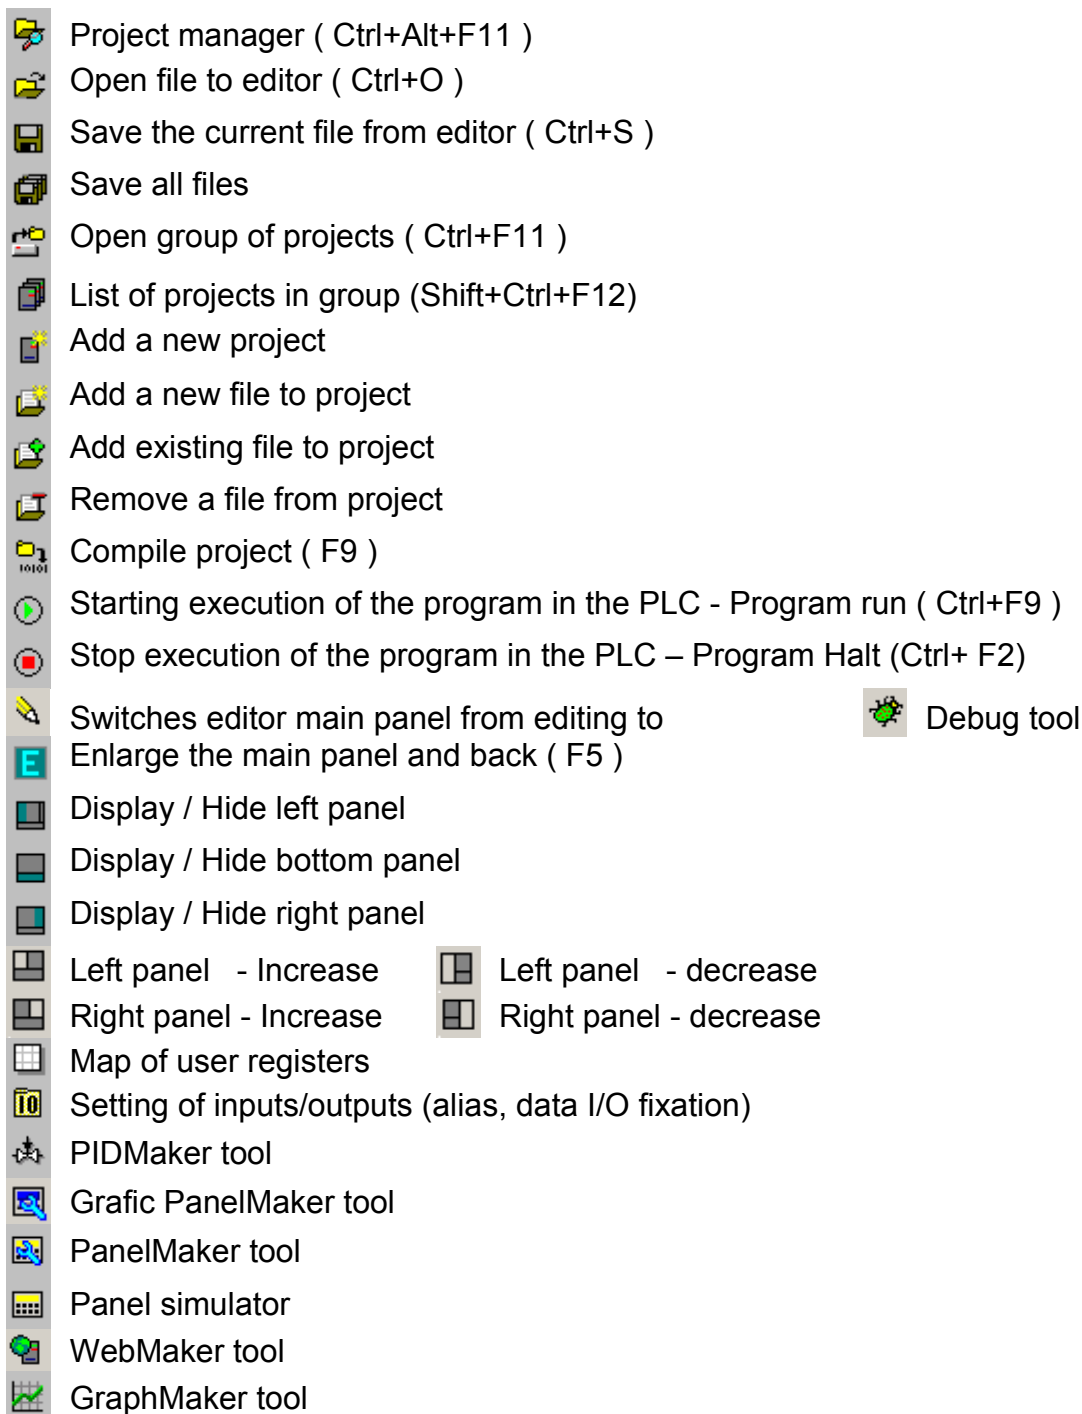 Project manager ( Ctrl+Alt+F11 )
Open file to editor ( Ctrl+O )
Save the current file from editor ( Ctrl+S )
Save all files
Open group of projects ( Ctrl+F11 )
List of projects in group (Shift+Ctrl+F12)
Add a new project
Add a new file to project
Add existing file to project
Remove a file from project
10101 Compile project ( F9 )
Starting execution of the program in the PLC - Program run ( Ctrl+F9 )
Stop execution of the program in the PLC – Program Halt (Ctrl+ F2)
Switches editor main panel from editing to Debug tool
E Enlarge the main panel and back ( F5 )
Display / Hide left panel
Display / Hide bottom panel
Display / Hide right panel
Left panel - Increase Left panel - decrease
Right panel - Increase Right panel - decrease
Map of user registers
IO Setting of inputs/outputs (alias, data I/O fixation)
PIDMaker tool
Grafic PanelMaker tool
PanelMaker tool
Panel simulator
WebMaker tool
GraphMaker tool